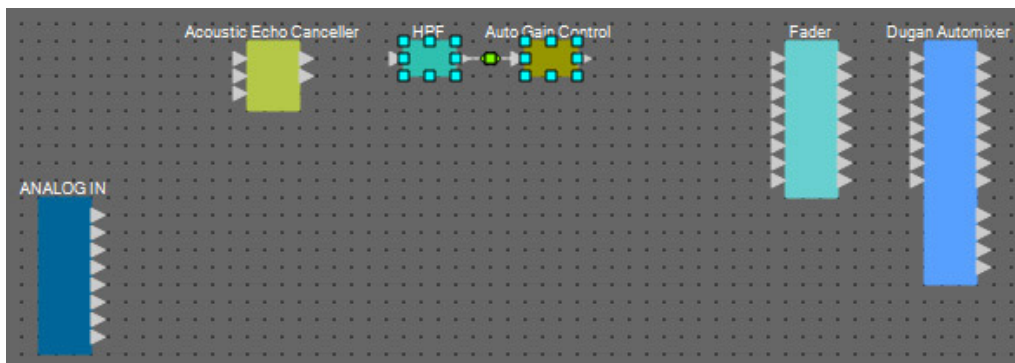 Acoustic Echo Canceller
HPF
Auto Gain Control
Fader
Dugan Automixer
ANALOG IN